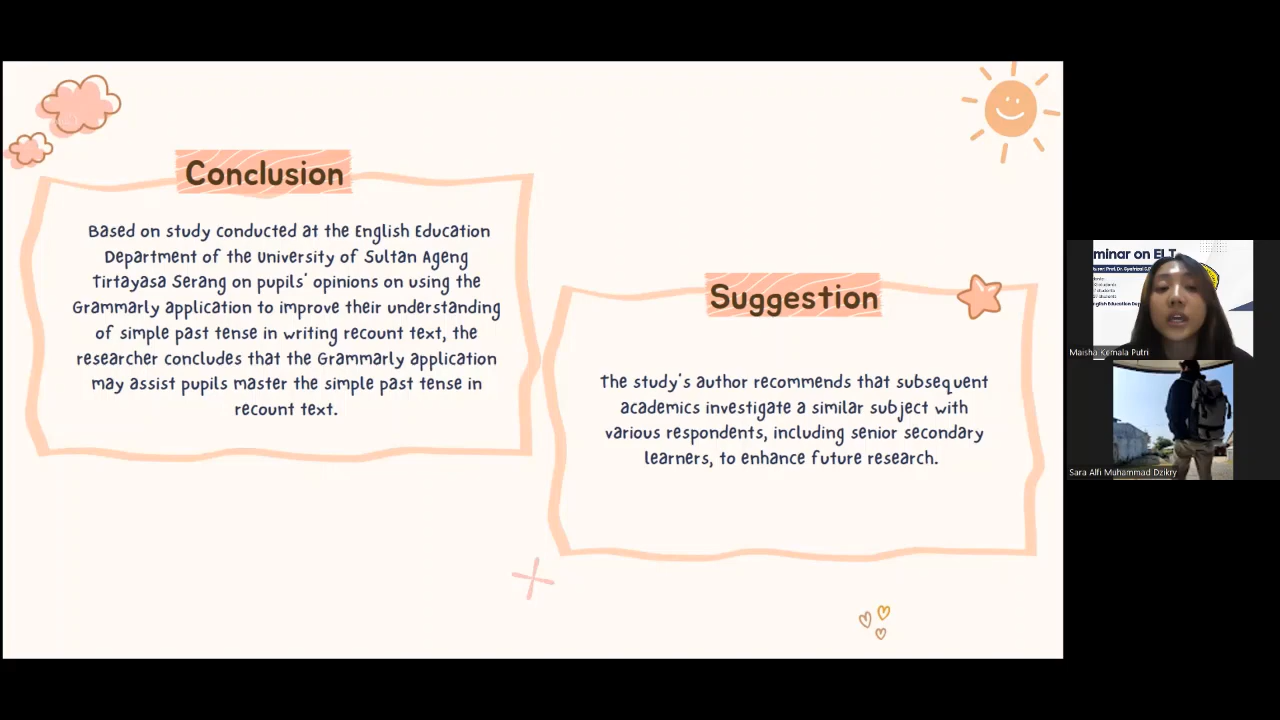 Conclusion
Based on study conducted at the English Education
Department of the University of Sultan Ageng
Tirtayasa Serang on pupils' opinions on using the
Grammarly application to improve their understanding
of simple past tense in writing recount text, the
researcher concludes that the Grammarly application
may assist pupils master the simple past tense in
recount text.
Suggestion
The study's author recommends that subsequent
academics investigate a similar subject with
various respondents, including senior secondary
learners, to enhance future research.
minar on ELT
Maisha Kemala Putri
Sara Alfi Muhammad Dzikry